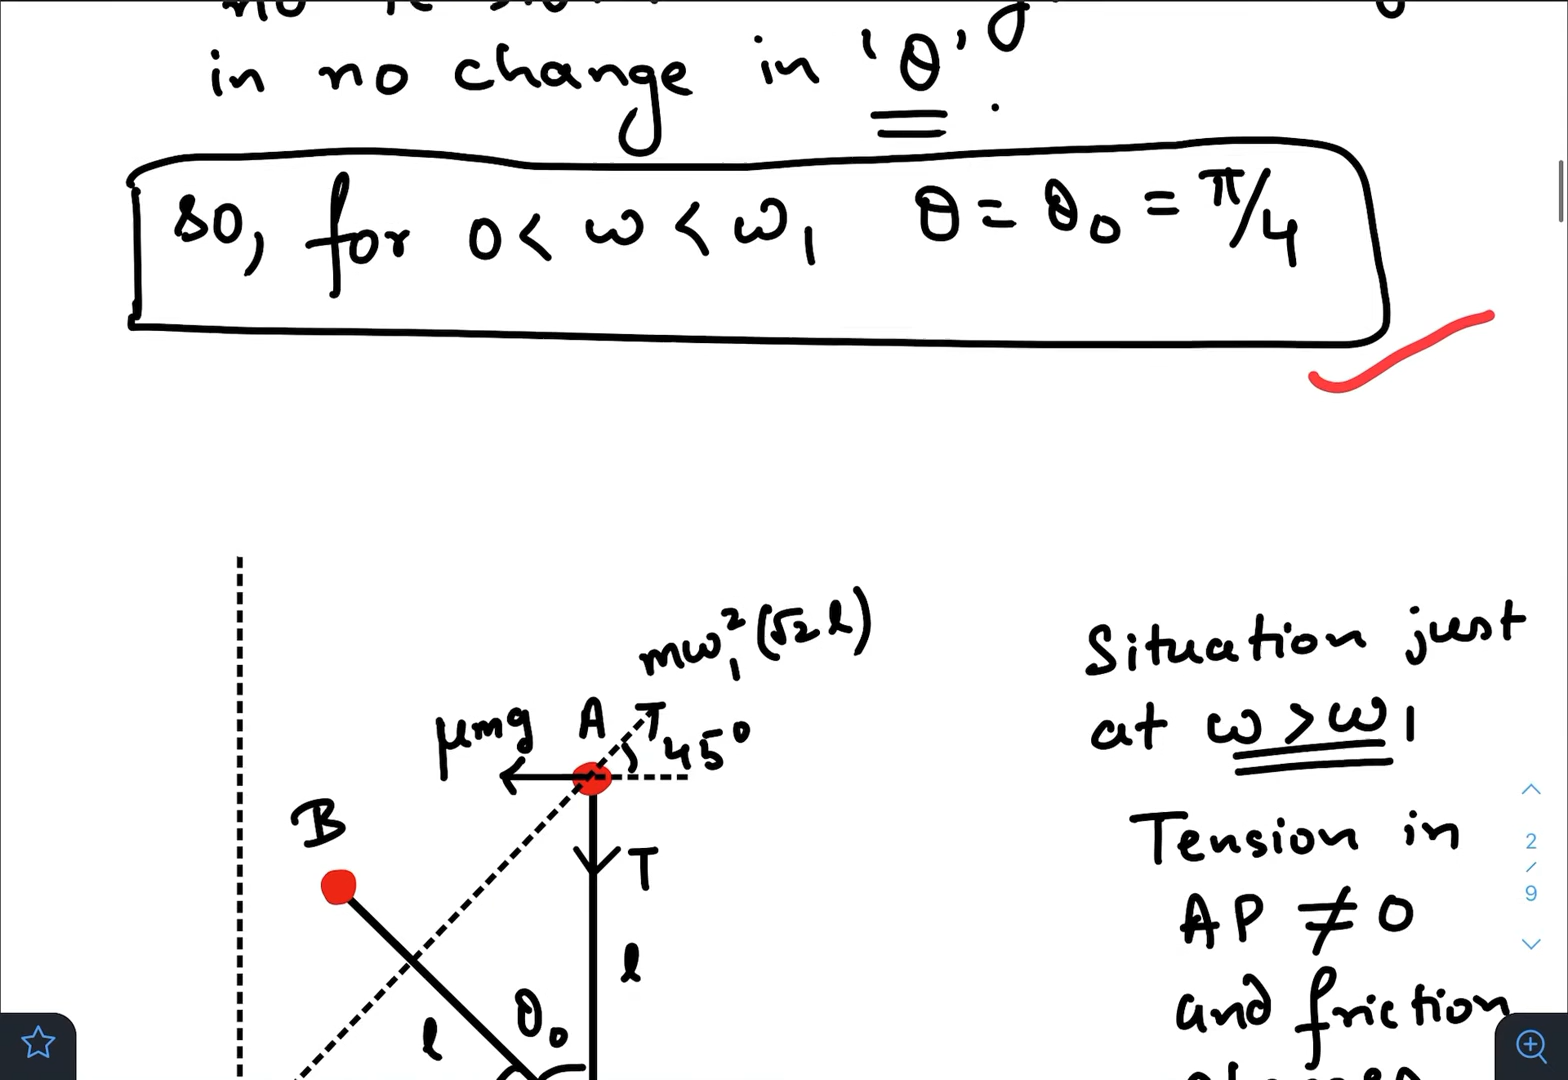 in no change in 'θ'.
so, for 0 < ω < ω₁ θ = θ₀ = π/4
mω₁²(√2 l)
μmg A 45°
B
T
l
θ₀
l
Situation just
at ω > ω₁
Tension in
AP ≠ 0
and friction
2
/
9